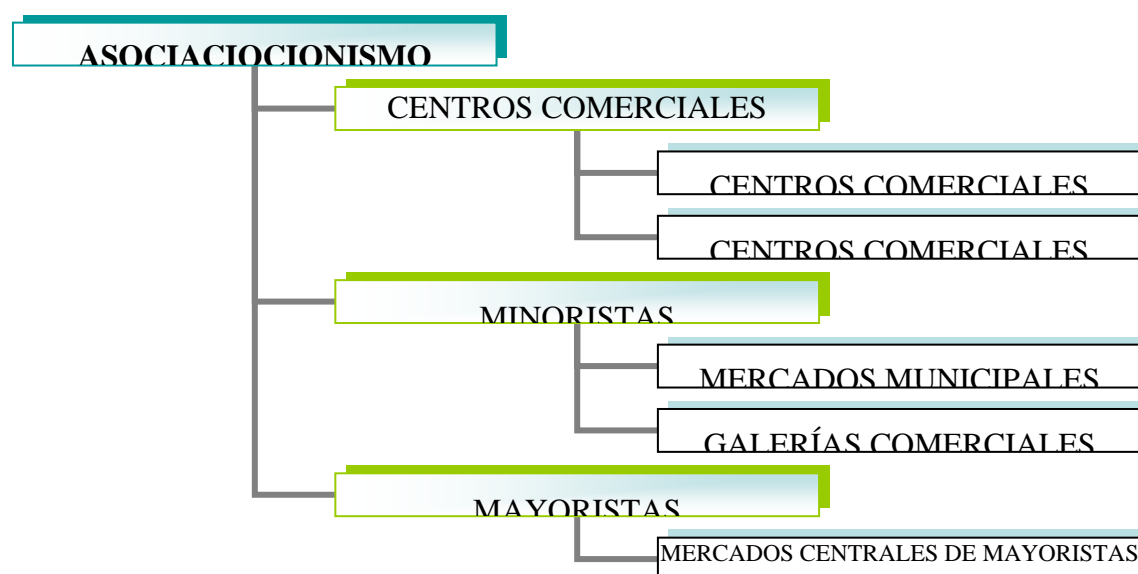 ASOCIACIOCIONISMO
CENTROS COMERCIALES
CENTROS COMERCIALES
CENTROS COMERCIALES
MINORISTAS
MERCADOS MUNICIPALES
GALERÍAS COMERCIALES
MAYORISTAS
MERCADOS CENTRALES DE MAYORISTAS